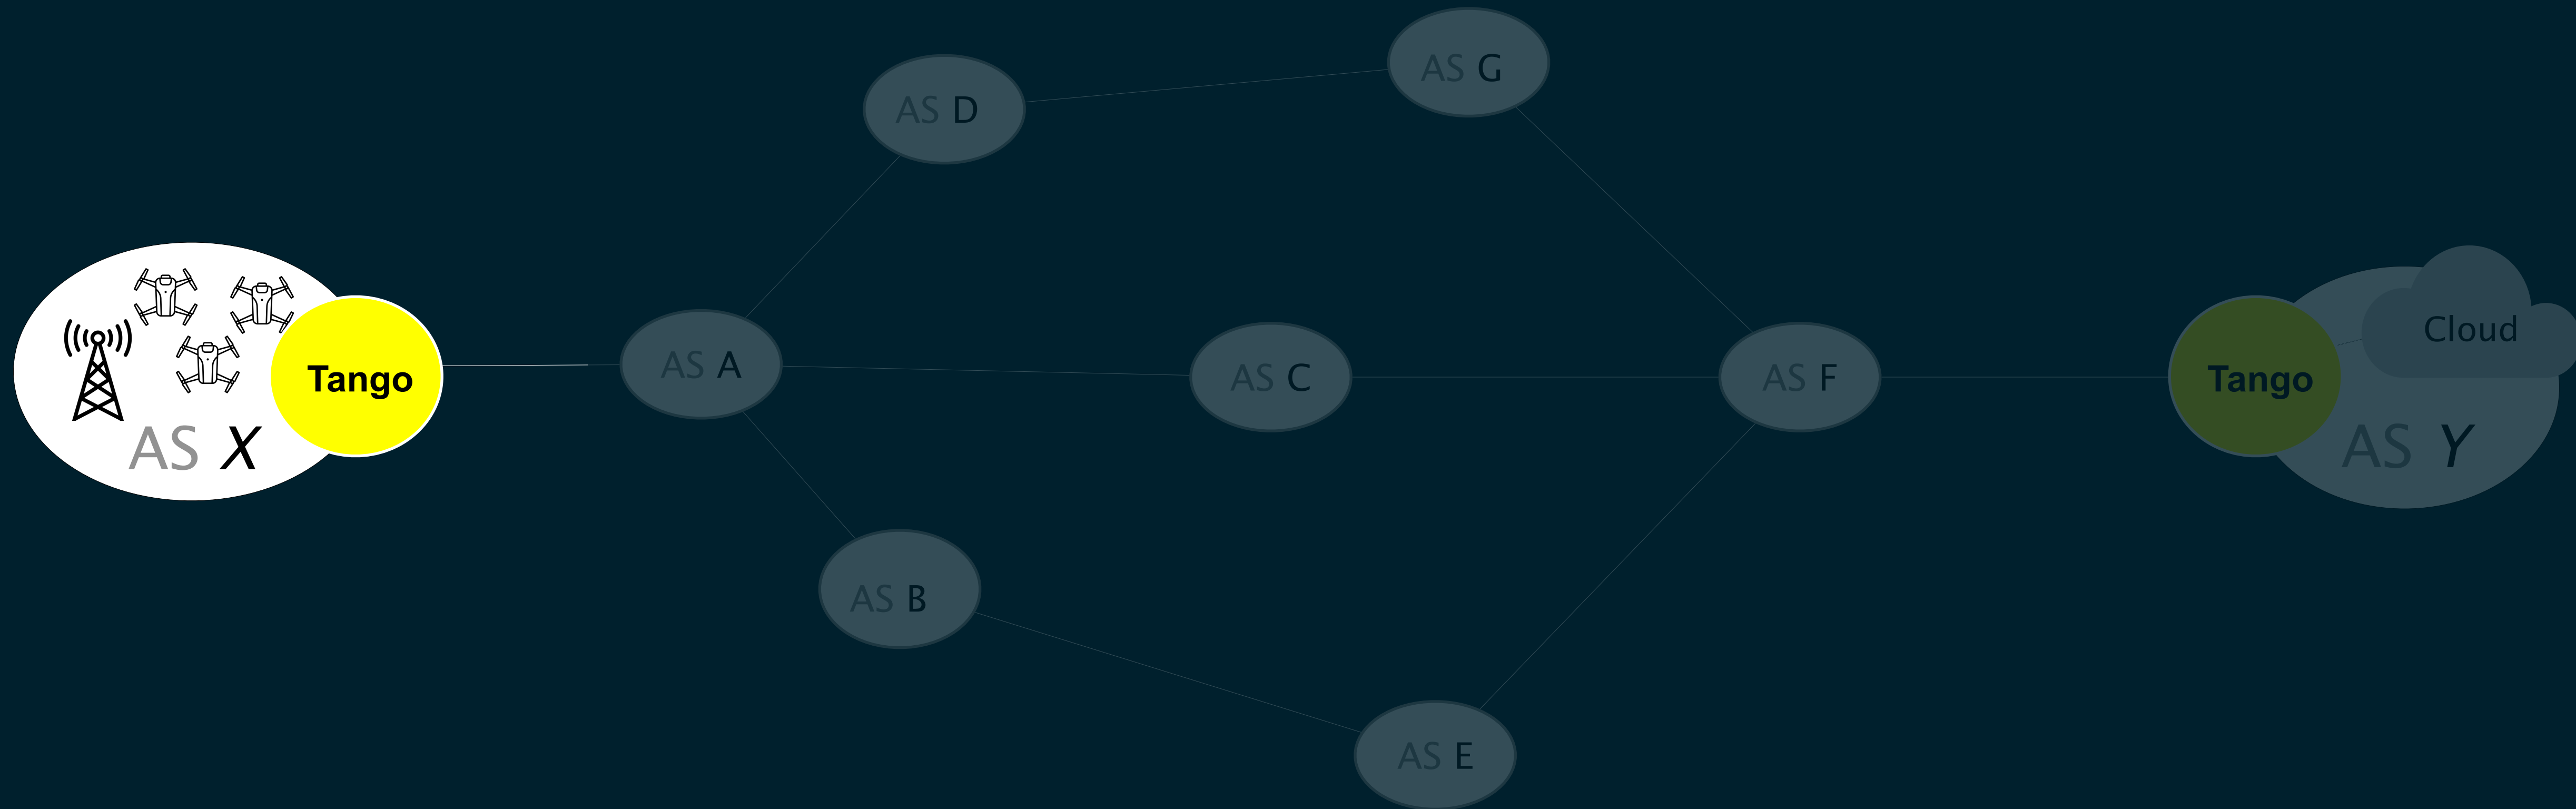 AS G
AS D
Cloud
AS A
AS C
AS F
Tango
Tango
AS X
AS Y
AS B
AS E